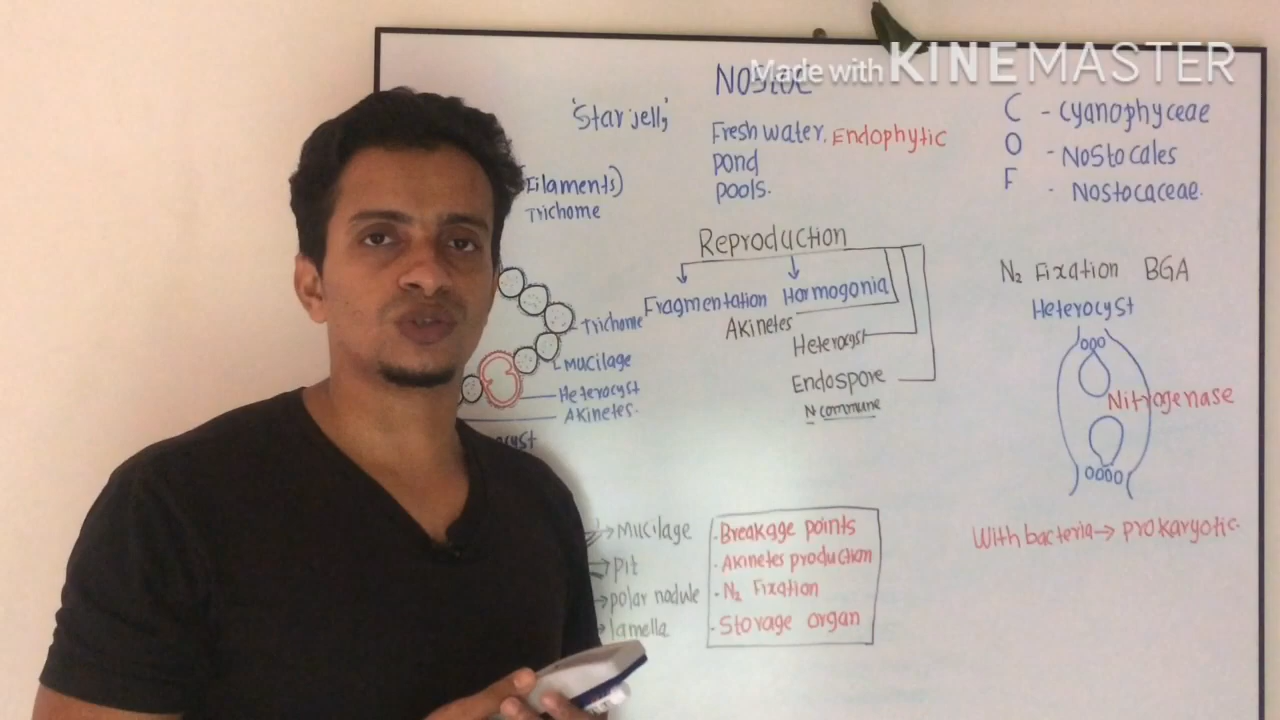 Made with KINEMASTER
NOStOC
'Star jelly'
Fresh water. Endophytic
pond
pools.
C - Cyanophyceae
O - Nostocales
F - Nostocaceae.
(Filaments)
Trichome
Reproduction
Fragmentation Hormogonia
Akinetes
Heterocyst
Endospore
N commune
Trichome
Mucilage
Heterocyst
Akinetes.
N2 Fixation BGA
Heterocyst
Nitrogenase
With bacteria → prokaryotic.
→ Mucilage
→ pit
→ polar nodule
→ lamella
· Breakage points
· Akinetes production
· N2 Fixation
· Storage organ